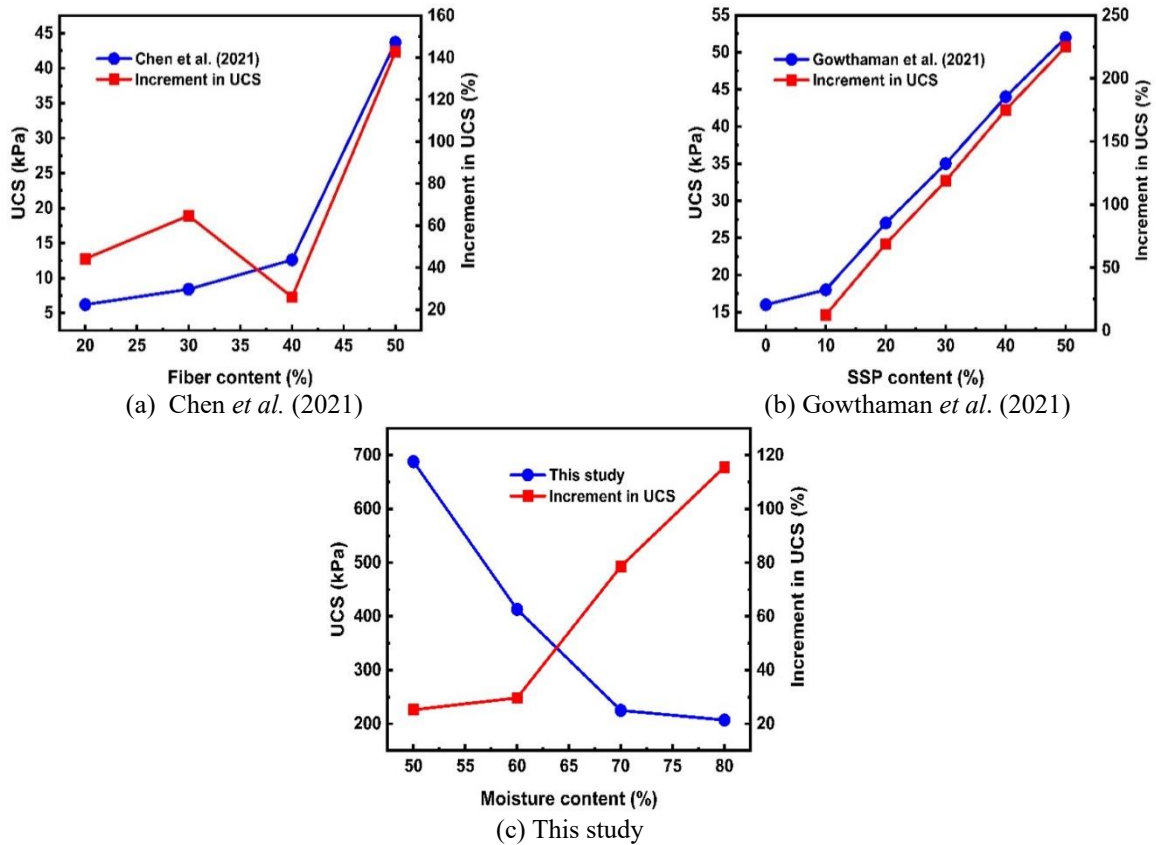 45
40
35
30
25
20
15
10
5
UCS (kPa)
Chen et al. (2021)
Increment in UCS
160
140
120
100
80
60
40
20
Increment in UCS (%)
20 25 30 35 40 45 50
Fiber content (%)
(a) Chen et al. (2021)
55
50
45
40
35
30
25
20
15
UCS (kPa)
Gowthaman et al. (2021)
Increment in UCS
250
200
150
100
50
0
Increment in UCS (%)
0 10 20 30 40 50
SSP content (%)
(b) Gowthaman et al. (2021)
700
600
500
400
300
200
UCS (kPa)
This study
Increment in UCS
120
100
80
60
40
20
Increment in UCS (%)
50 55 60 65 70 75 80
Moisture content (%)
(c) This study